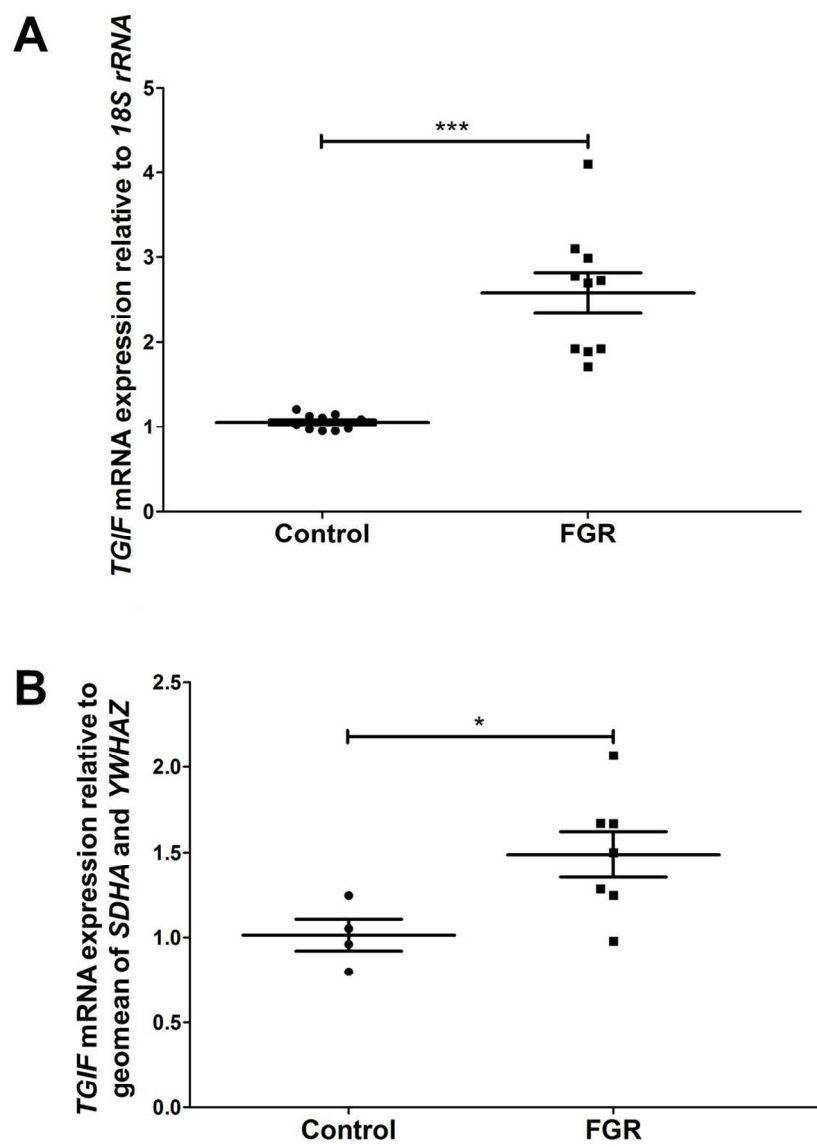 A
TGIF mRNA expression relative to 18S rRNA
5
4
3
2
1
0
***
Control
FGR
B
TGIF mRNA expression relative to
geomean of SDHA and YWHAZ
2.5
2.0
1.5
1.0
0.5
0.0
*
Control
FGR